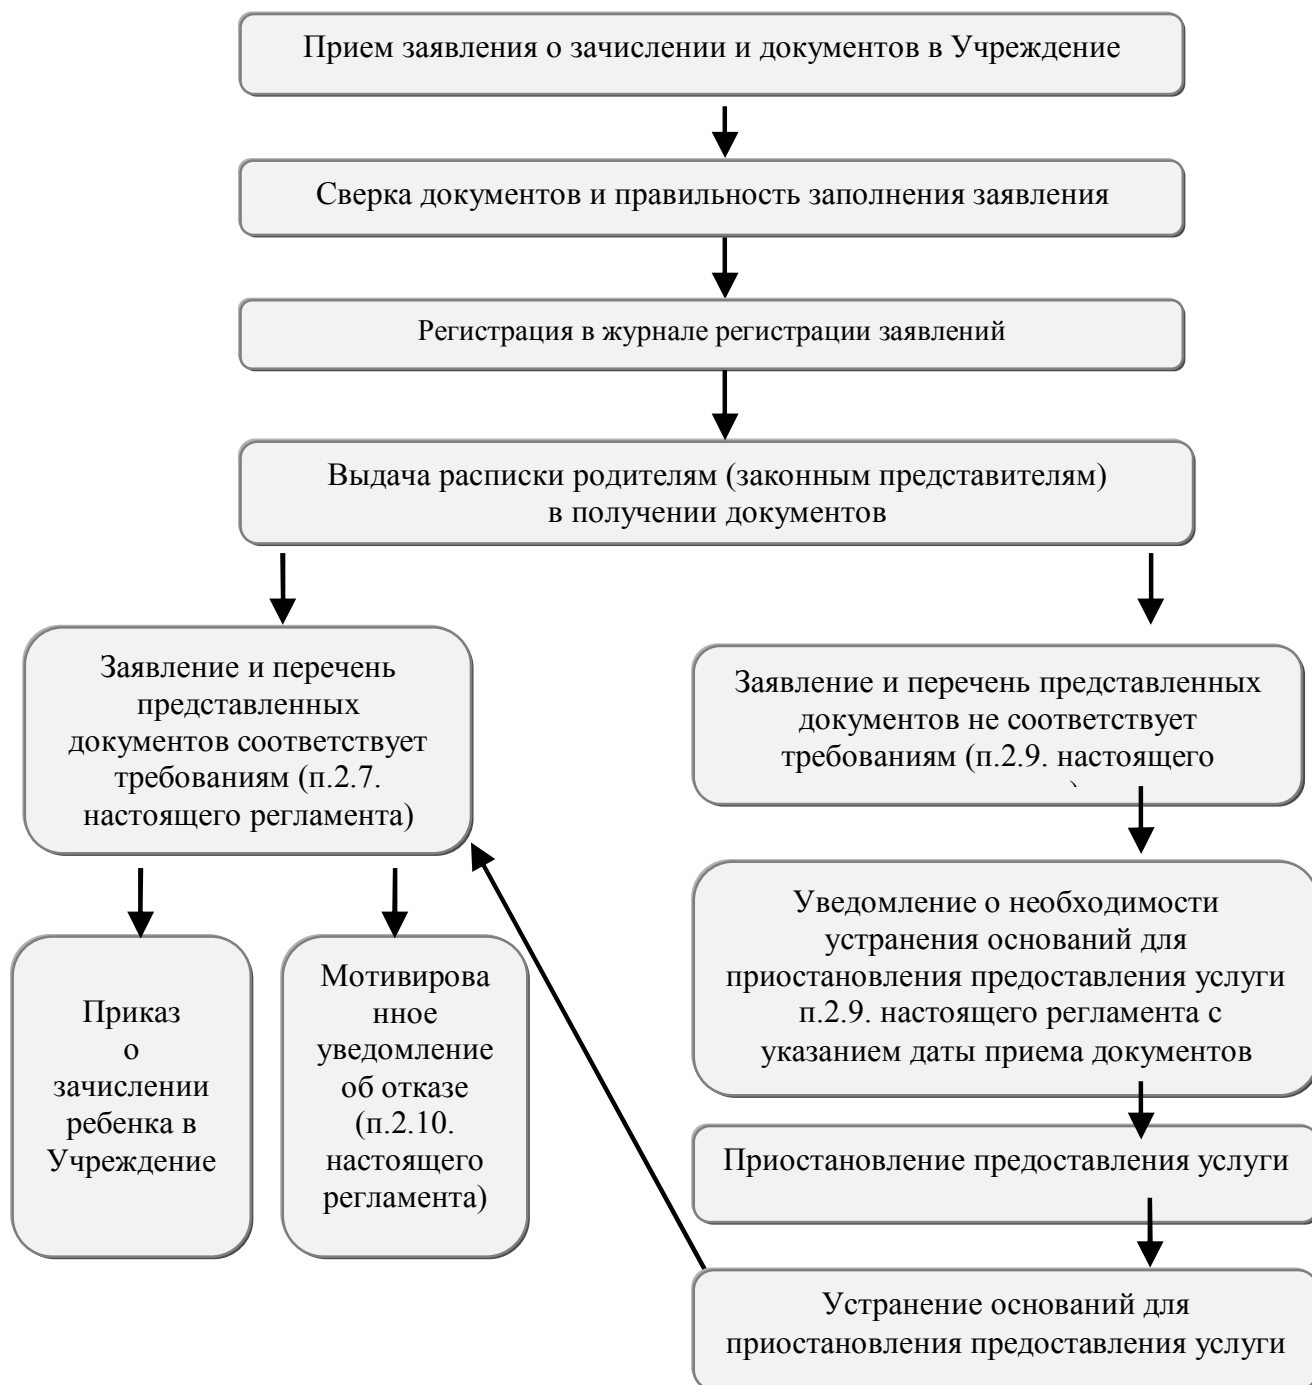 Прием заявления о зачислении и документов в Учреждение
Сверка документов и правильность заполнения заявления
Регистрация в журнале регистрации заявлений
Выдача расписки родителям (законным представителям)
в получении документов
Заявление и перечень
представленных
документов соответствует
требованиям (п.2.7.
настоящего регламента)
Заявление и перечень представленных
документов не соответствует
требованиям (п.2.9. настоящего
Уведомление о необходимости
устранения оснований для
приостановления предоставления услуги
п.2.9. настоящего регламента с
указанием даты приема документов
Приказ
о
зачислении
ребенка в
Учреждение
Мотивирова
нное
уведомление
об отказе
(п.2.10.
настоящего
регламента)
Приостановление предоставления услуги
Устранение оснований для
приостановления предоставления услуги